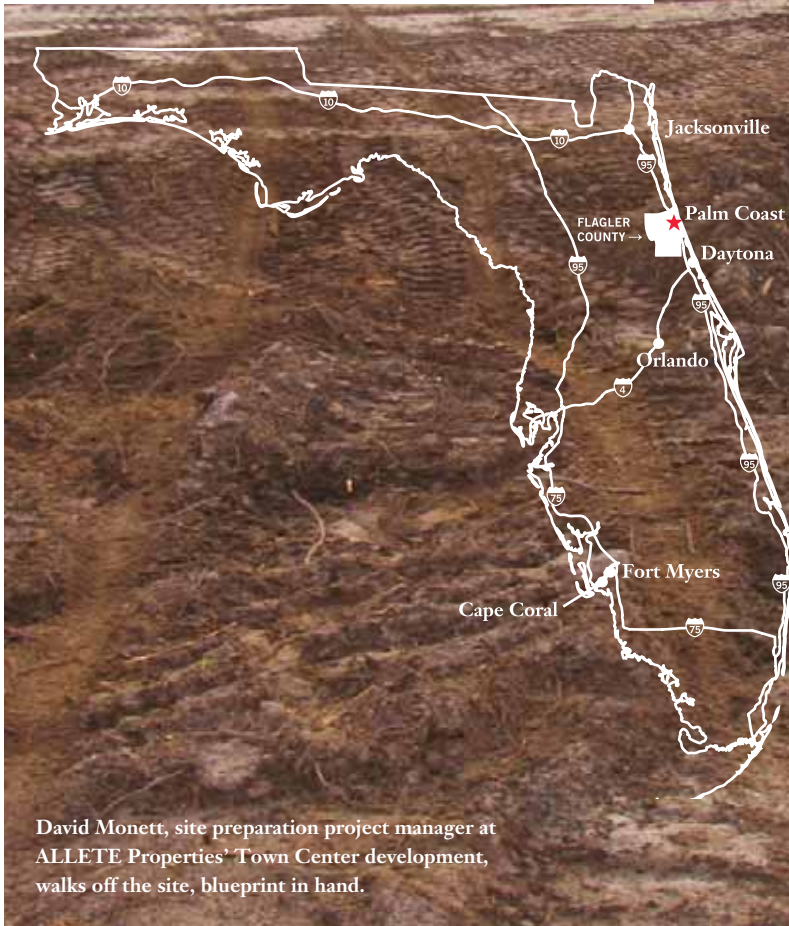 10
10
10
Jacksonville
95
Palm Coast
FLAGLER
COUNTY→
Daytona
95
95
Orlando
4
95
75
Fort Myers
95
Cape Coral
75
David Monett, site preparation project manager at
ALLETE Properties’ Town Center development,
walks off the site, blueprint in hand.